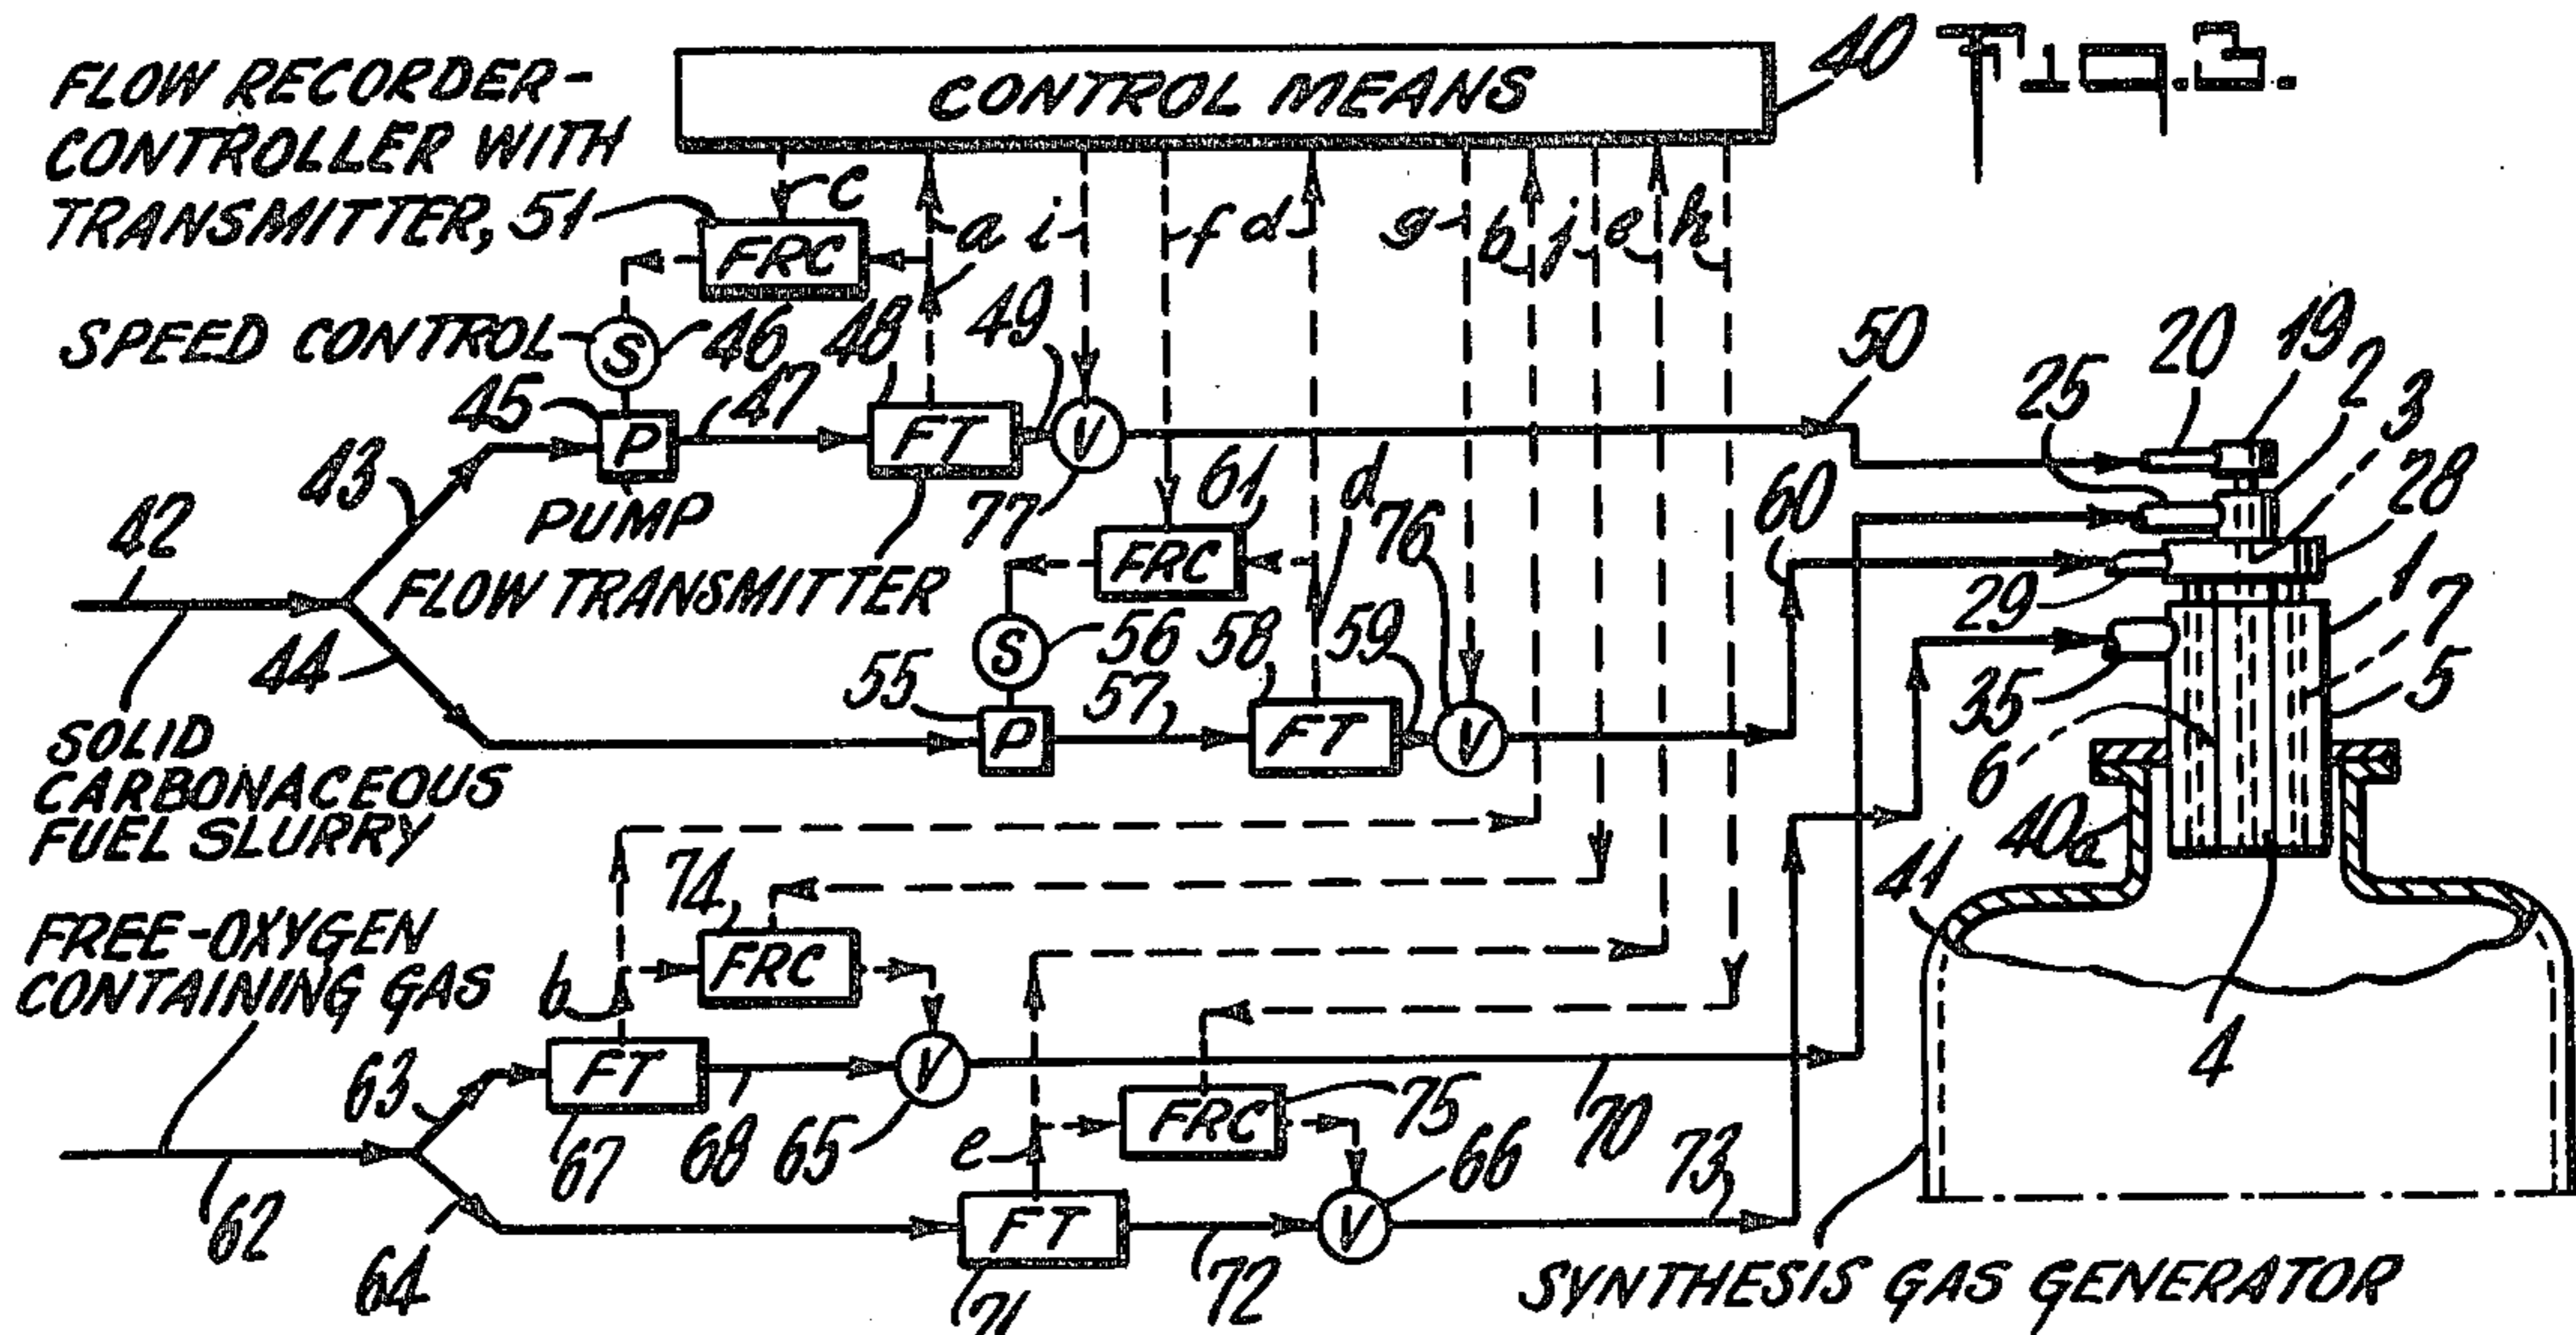 Fig.3.
CONTROL MEANS
40
FLOW RECORDER-
CONTROLLER WITH
TRANSMITTER, 51
c
a
i
f
d
g
b
j
e
h
FRC
SPEED CONTROL
S
46
48
49
50
20
19
2
3
25
45
P
47
FT
V
43
PUMP
77
61
d
76
60
28
42
FLOW TRANSMITTER
FRC
29
1
7
5
44
S
56
58
59
35
6
55
P
57
FT
V
SOLID
CARBONACEOUS
FUEL SLURRY
40a
41
74
FREE-OXYGEN
CONTAINING GAS
FRC
b
4
63
FT
V
67
68
65
FRC
75
70
73
e
66
62
64
FT
V
71
72
SYNTHESIS GAS GENERATOR